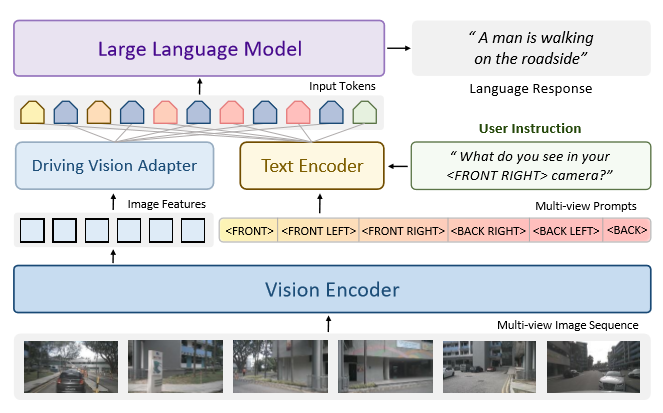 Large Language Model
“ A man is walking
on the roadside”
Input Tokens
Language Response
User Instruction
Driving Vision Adapter
Text Encoder
“ What do you see in your
<FRONT RIGHT> camera?”
Image Features
Multi-view Prompts
<FRONT> <FRONT LEFT> <FRONT RIGHT> <BACK RIGHT> <BACK LEFT> <BACK>
Vision Encoder
Multi-view Image Sequence